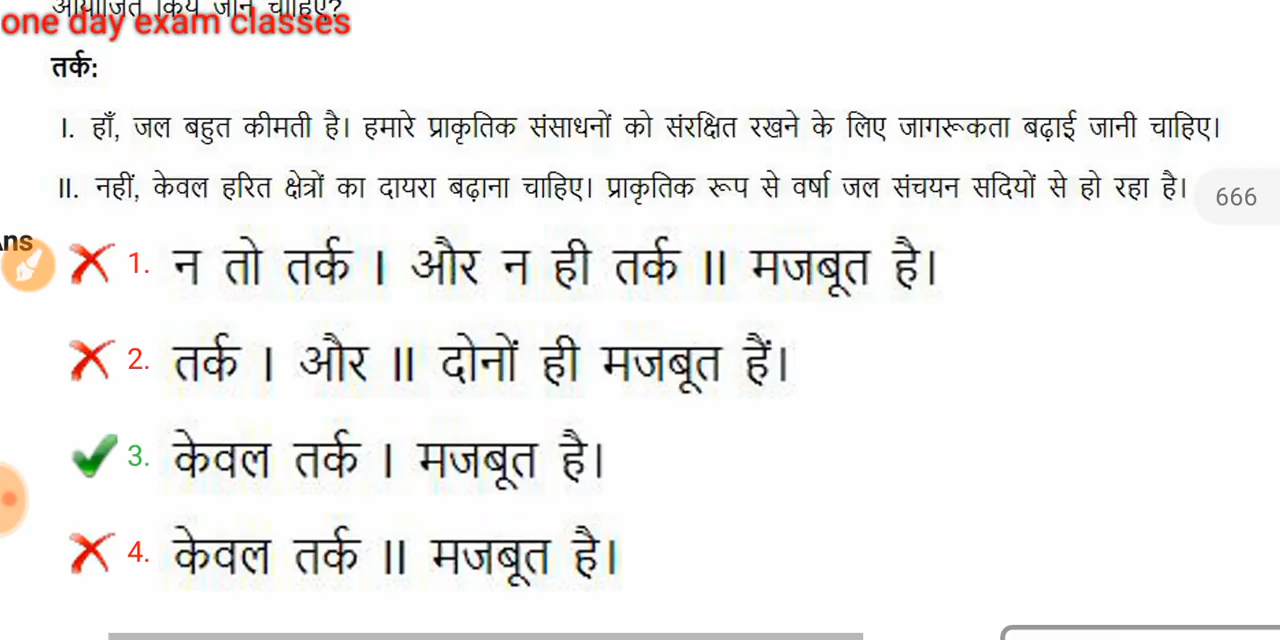 आयोजित किये जाने चाहिए?
one day exam classes
तर्क:
I. हाँ, जल बहुत कीमती है। हमारे प्राकृतिक संसाधनों को संरक्षित रखने के लिए जागरूकता बढ़ाई जानी चाहिए।
II. नहीं, केवल हरित क्षेत्रों का दायरा बढ़ाना चाहिए। प्राकृतिक रूप से वर्षा जल संचयन सदियों से हो रहा है।
666
Ans
1. न तो तर्क I और न ही तर्क II मजबूत है।
2. तर्क I और II दोनों ही मजबूत हैं।
3. केवल तर्क I मजबूत है।
4. केवल तर्क II मजबूत है।